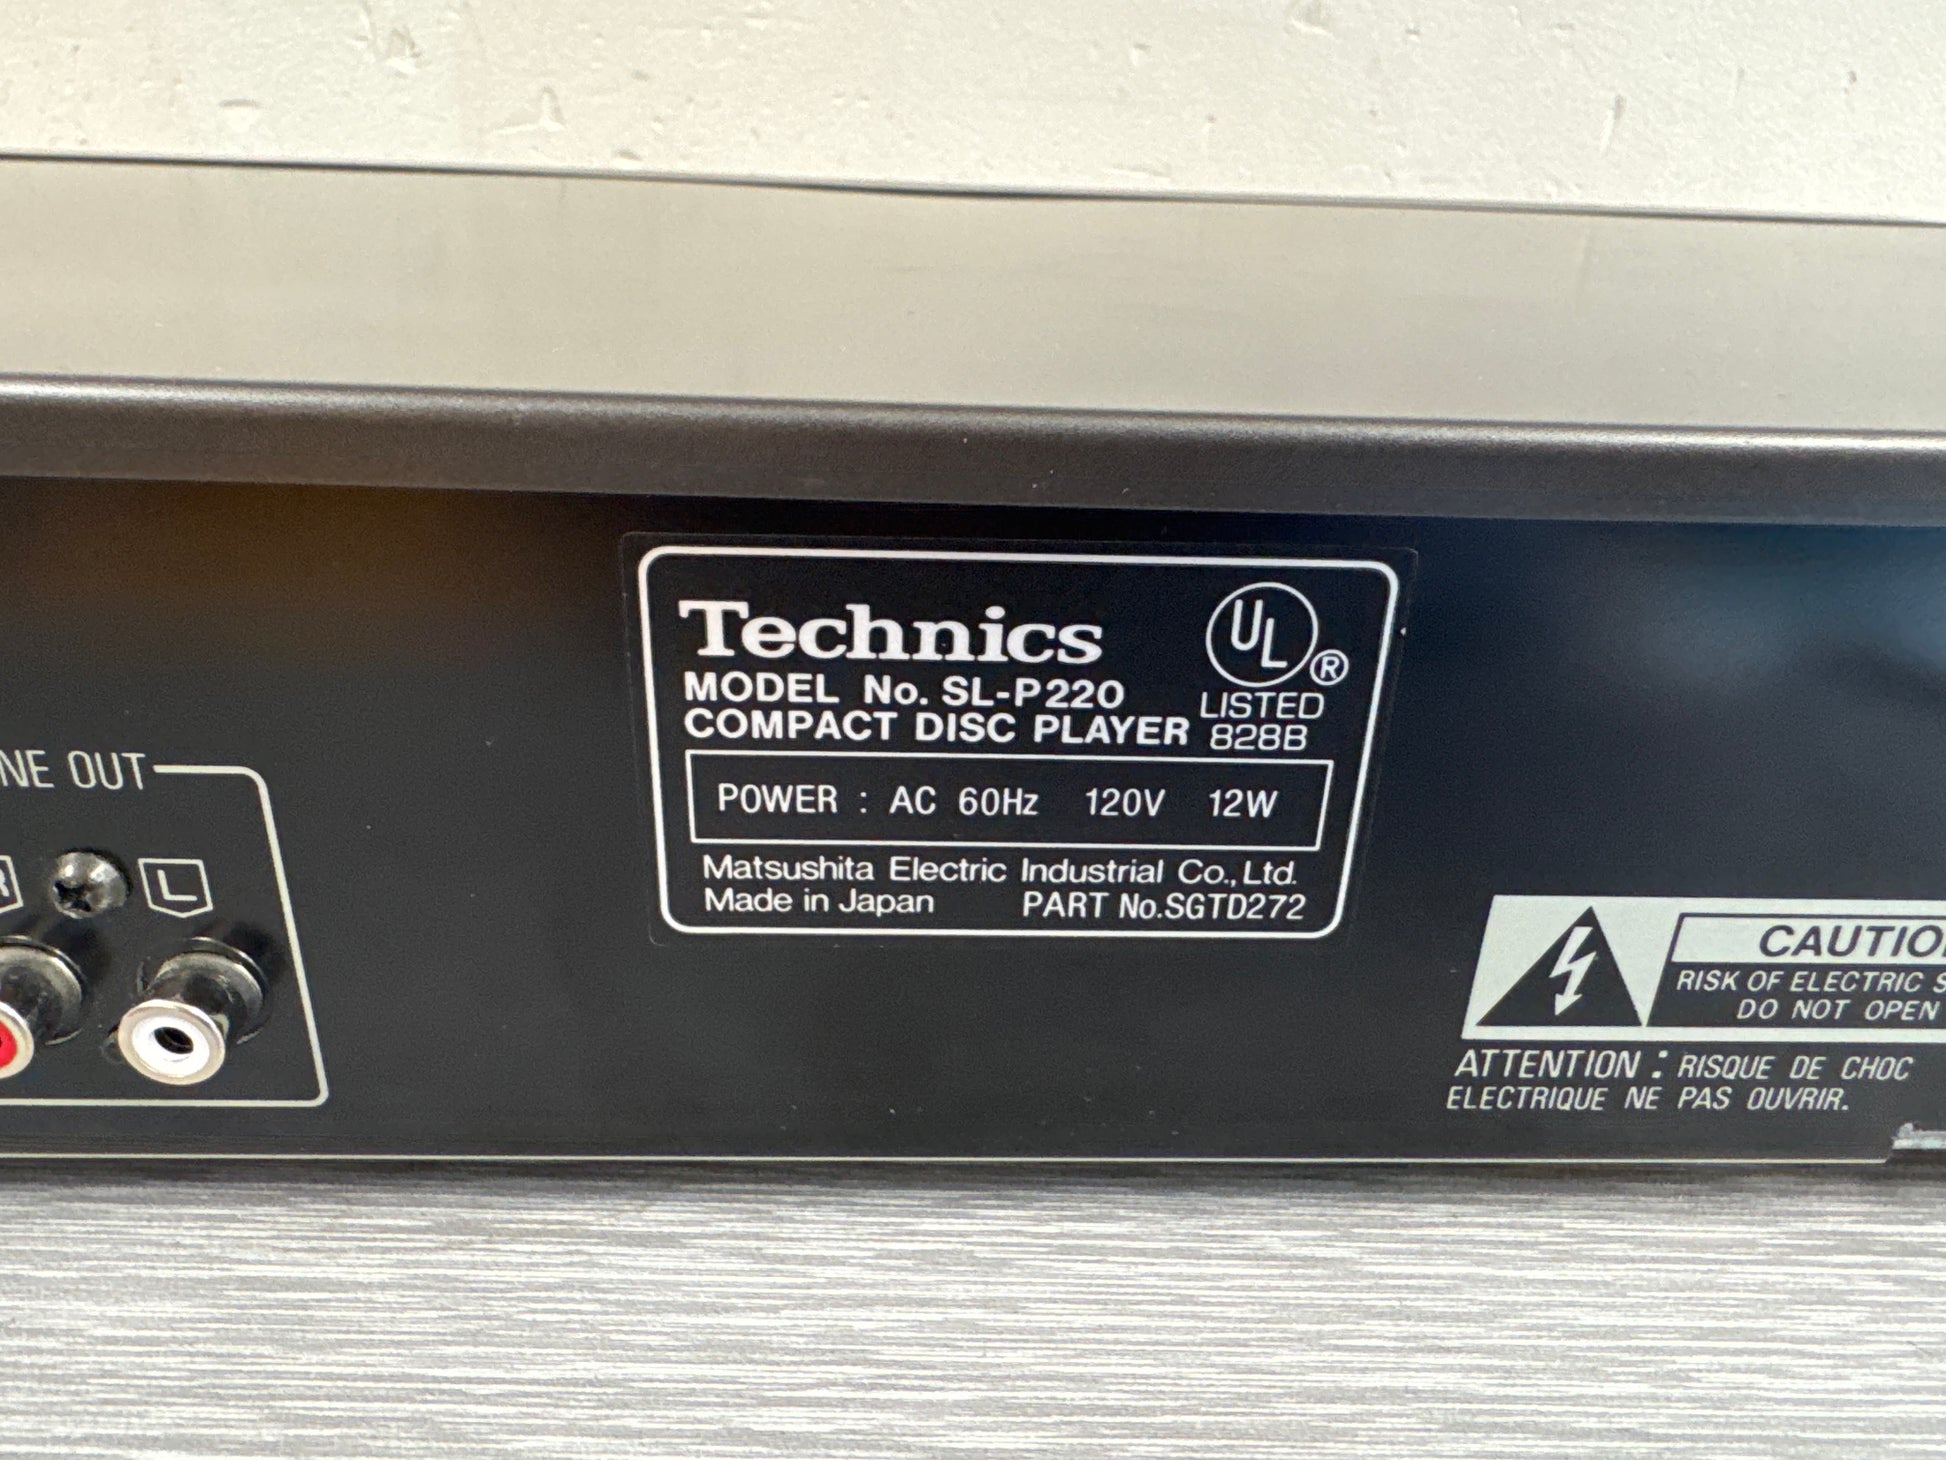 Technics
UL ®
MODEL No. SL-P220
LISTED
COMPACT DISC PLAYER
828B
POWER : AC 60Hz 120V 12W
Matsushita Electric Industrial Co., Ltd.
Made in Japan PART No.SGTD272
OUT
R L
RISK OF ELECTRIC
DO NOT OPEN
ATTENTION : RISQUE DE CHOC
ELECTRIQUE NE PAS OUVRIR.